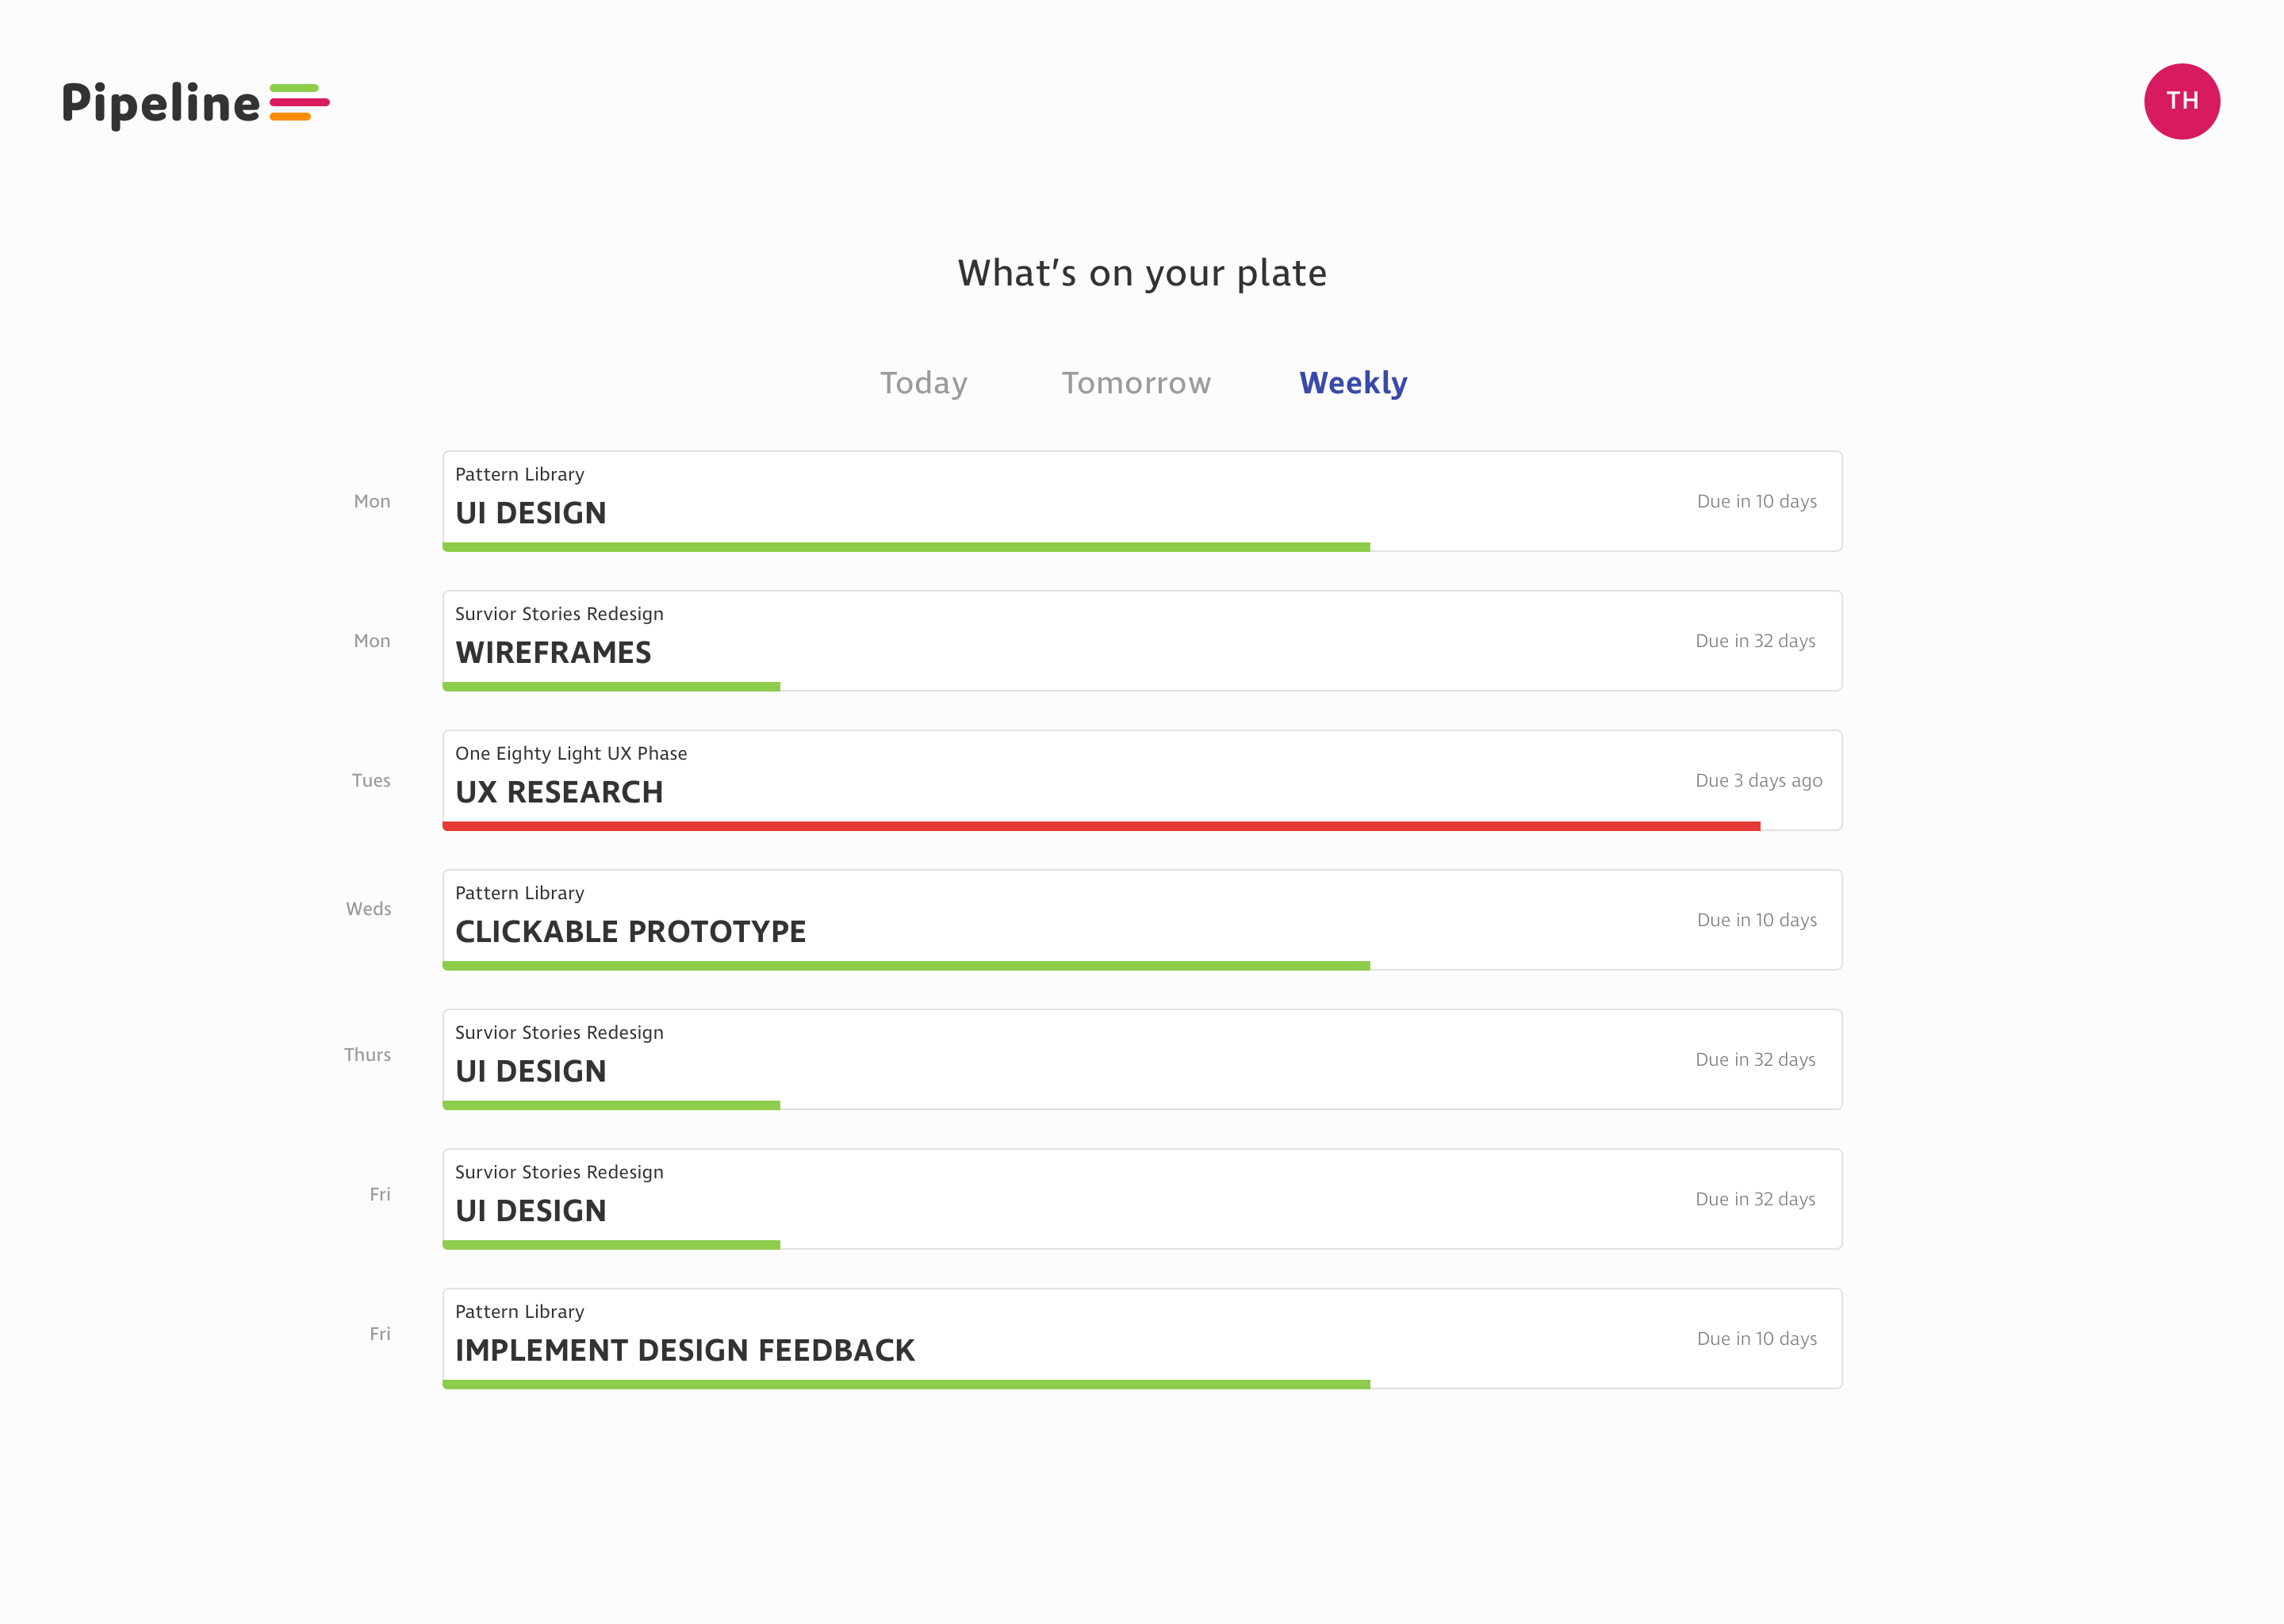 Pipeline
TH
What's on your plate
Today Tomorrow Weekly
Mon
Pattern Library
UI DESIGN
Due in 10 days
Mon
Survior Stories Redesign
WIREFRAMES
Due in 32 days
Tues
One Eighty Light UX Phase
UX RESEARCH
Due 3 days ago
Weds
Pattern Library
CLICKABLE PROTOTYPE
Due in 10 days
Thurs
Survior Stories Redesign
UI DESIGN
Due in 32 days
Fri
Survior Stories Redesign
UI DESIGN
Due in 32 days
Fri
Pattern Library
IMPLEMENT DESIGN FEEDBACK
Due in 10 days